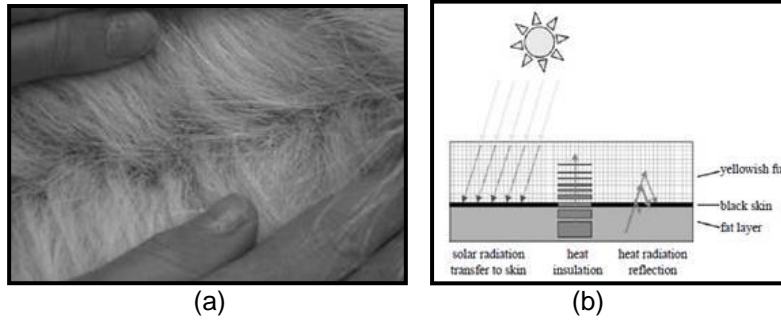 yellowish fu
black skin
fat layer
solar radiation
transfer to skin
heat
insulation
heat radiation
reflection
(a)
(b)